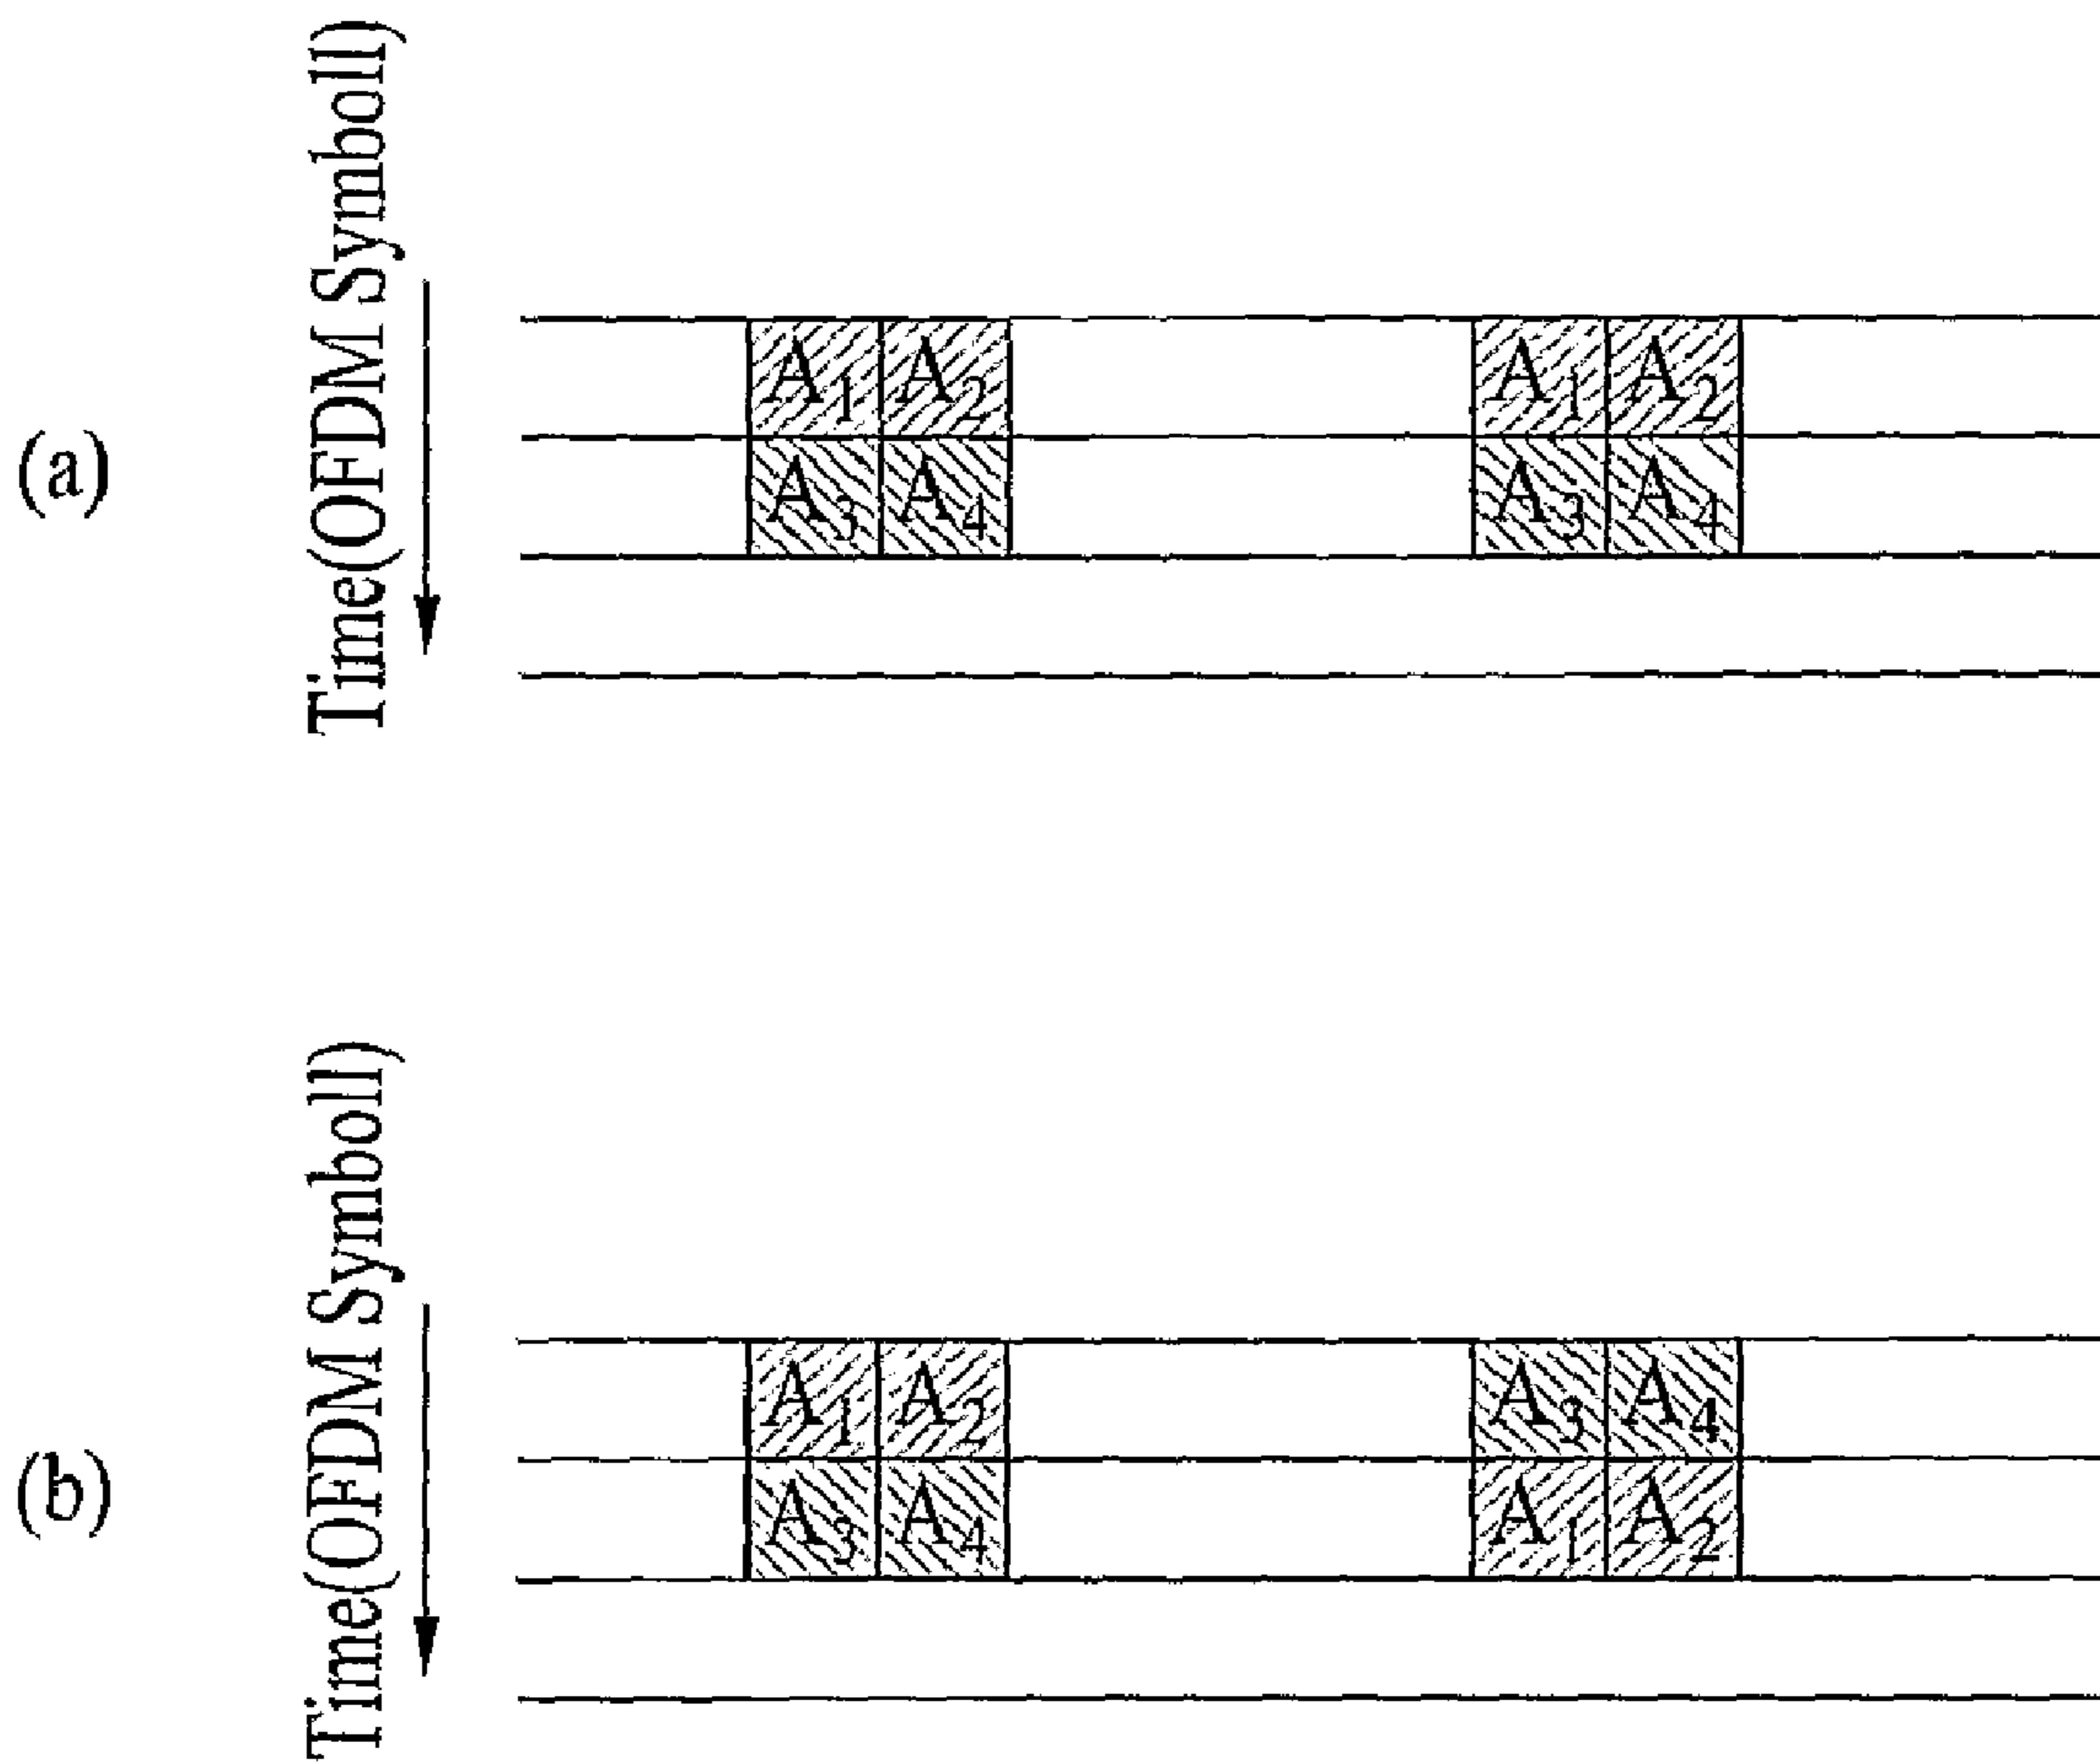 (a)
Time(OFDM Symboll)
A1 A2 A1 A2
A3 A4 A3 A4
(b)
Time(OFDM Symboll)
A1 A2 A3 A4
A3 A4 A1 A2